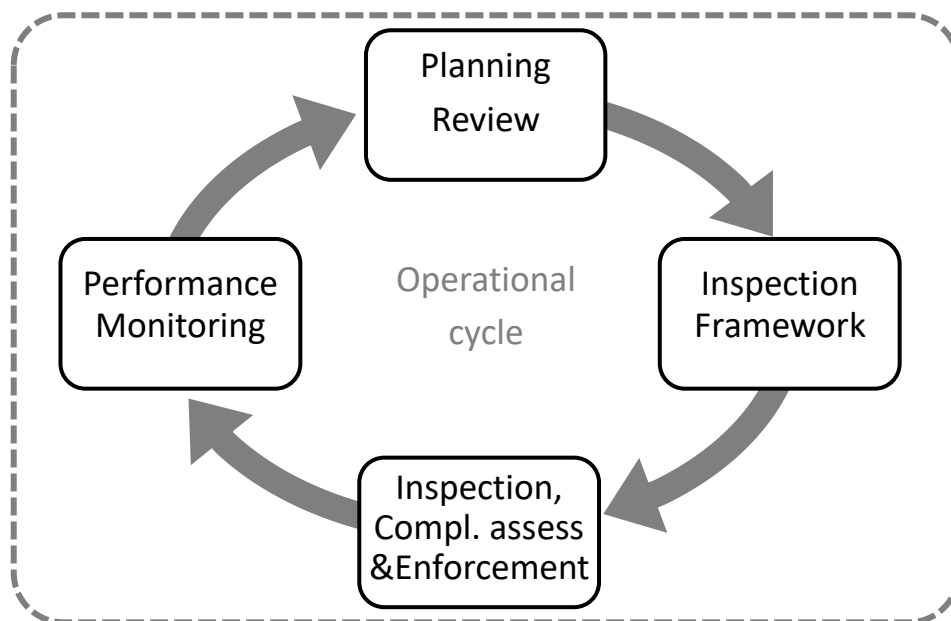 Planning
Review
Performance
Monitoring
Operational
cycle
Inspection
Framework
Inspection,
Compl. assess
&Enforcement